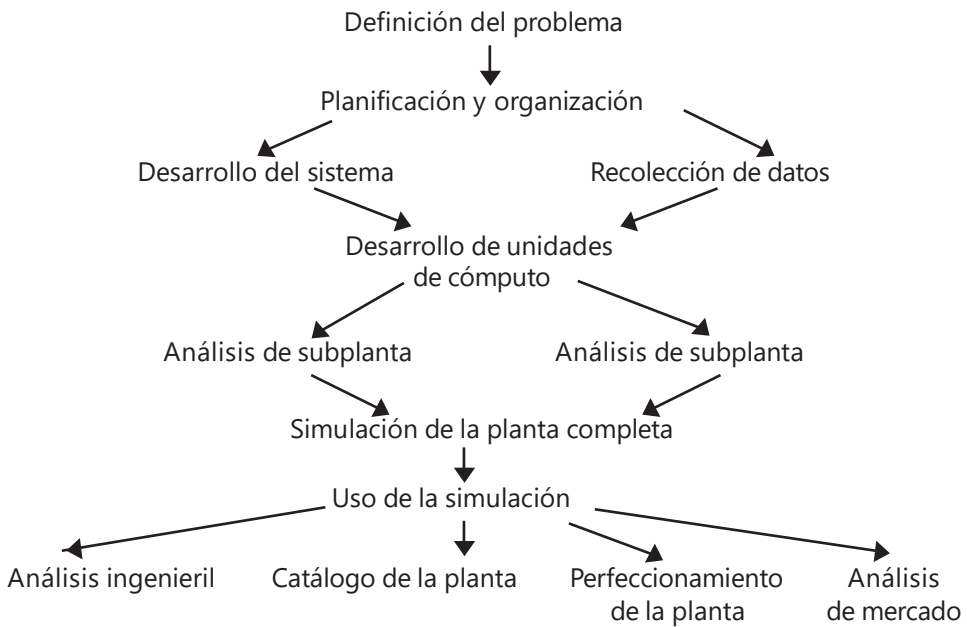 Definición del problema
Planificación y organización
Desarrollo del sistema
Recolección de datos
Desarrollo de unidades
de cómputo
Análisis de subplanta
Análisis de subplanta
Simulación de la planta completa
Uso de la simulación
Análisis ingenieril
Catálogo de la planta
Perfeccionamiento
de la planta
Análisis
de mercado